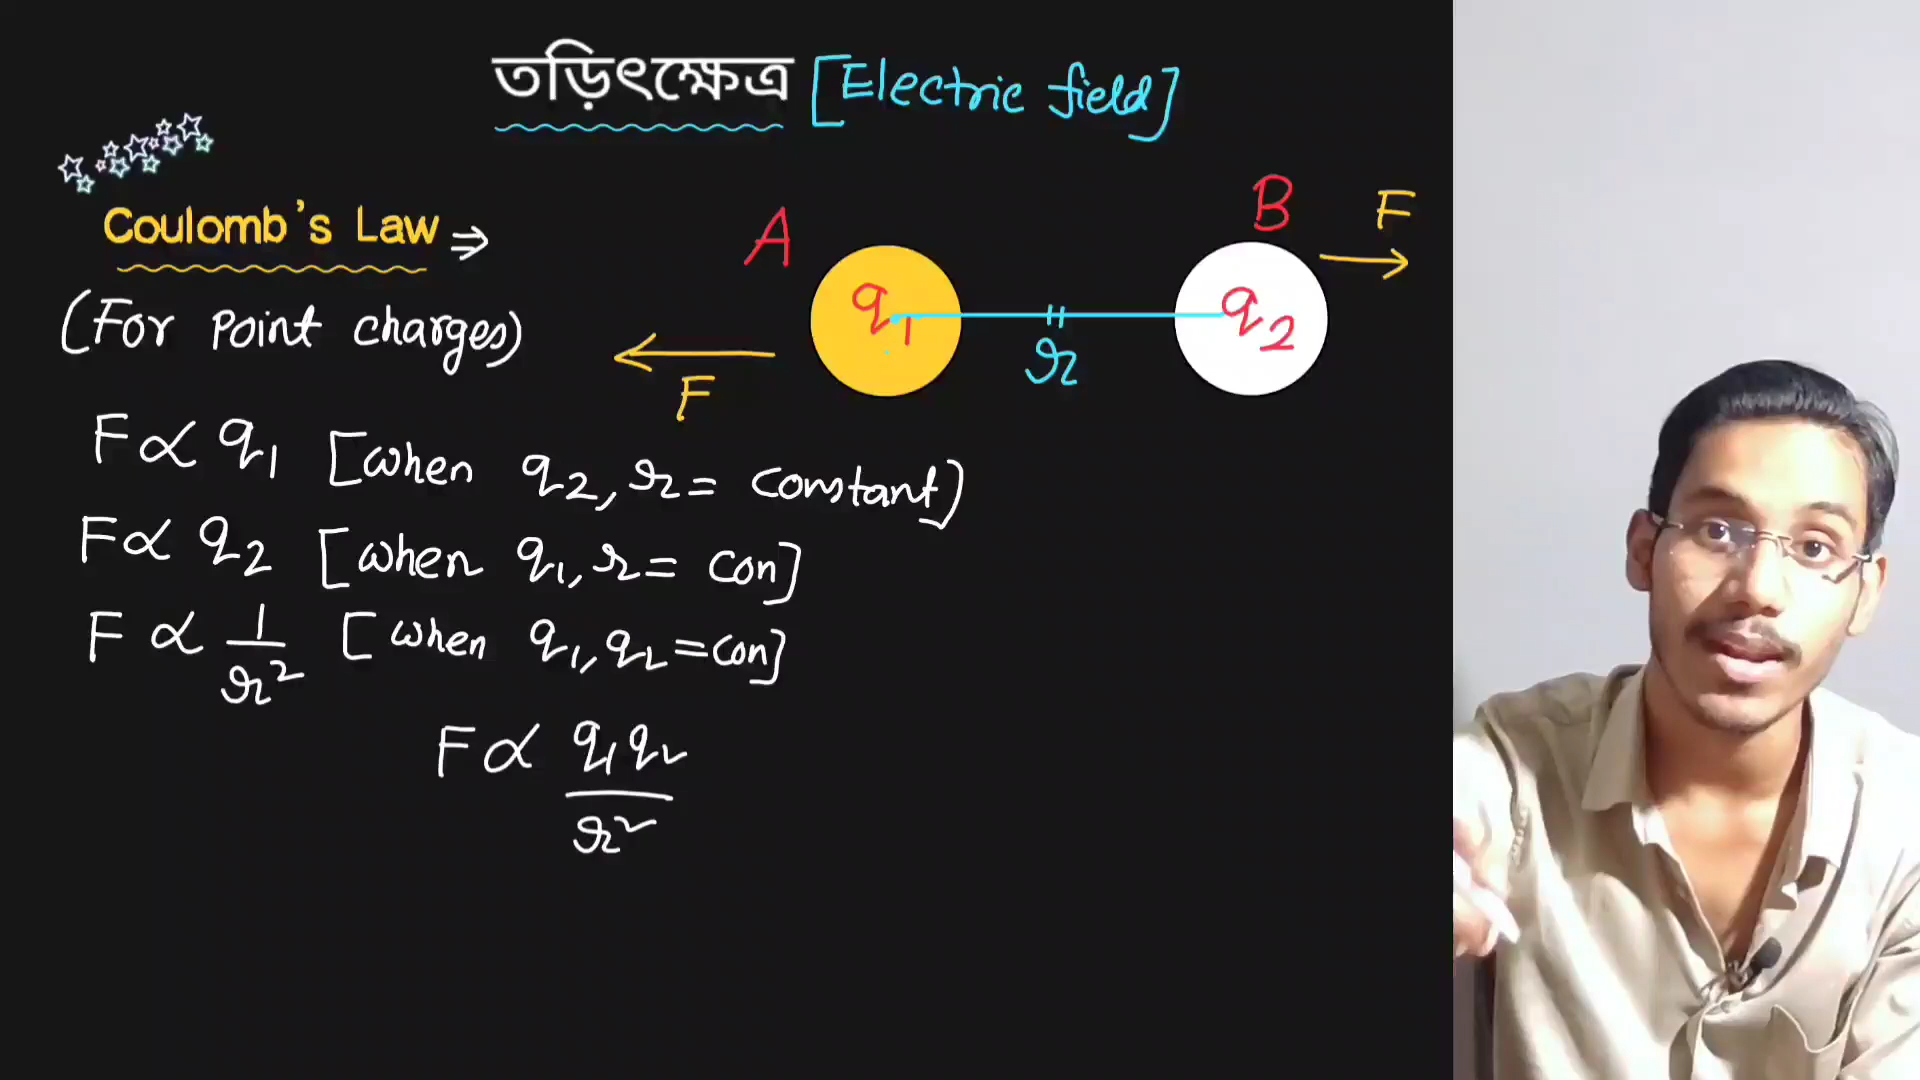 তড়িৎক্ষেত্র [Electric field]
Coulomb's Law ⇒
(For point charges)
A
B
F
q₁
q₂
r
F
F ∝ q₁ [when q₂, r = constant]
F ∝ q₂ [when q₁, r = con]
F ∝ 1/r² [when q₁, q₂ = con]
F ∝ q₁q₂/r²